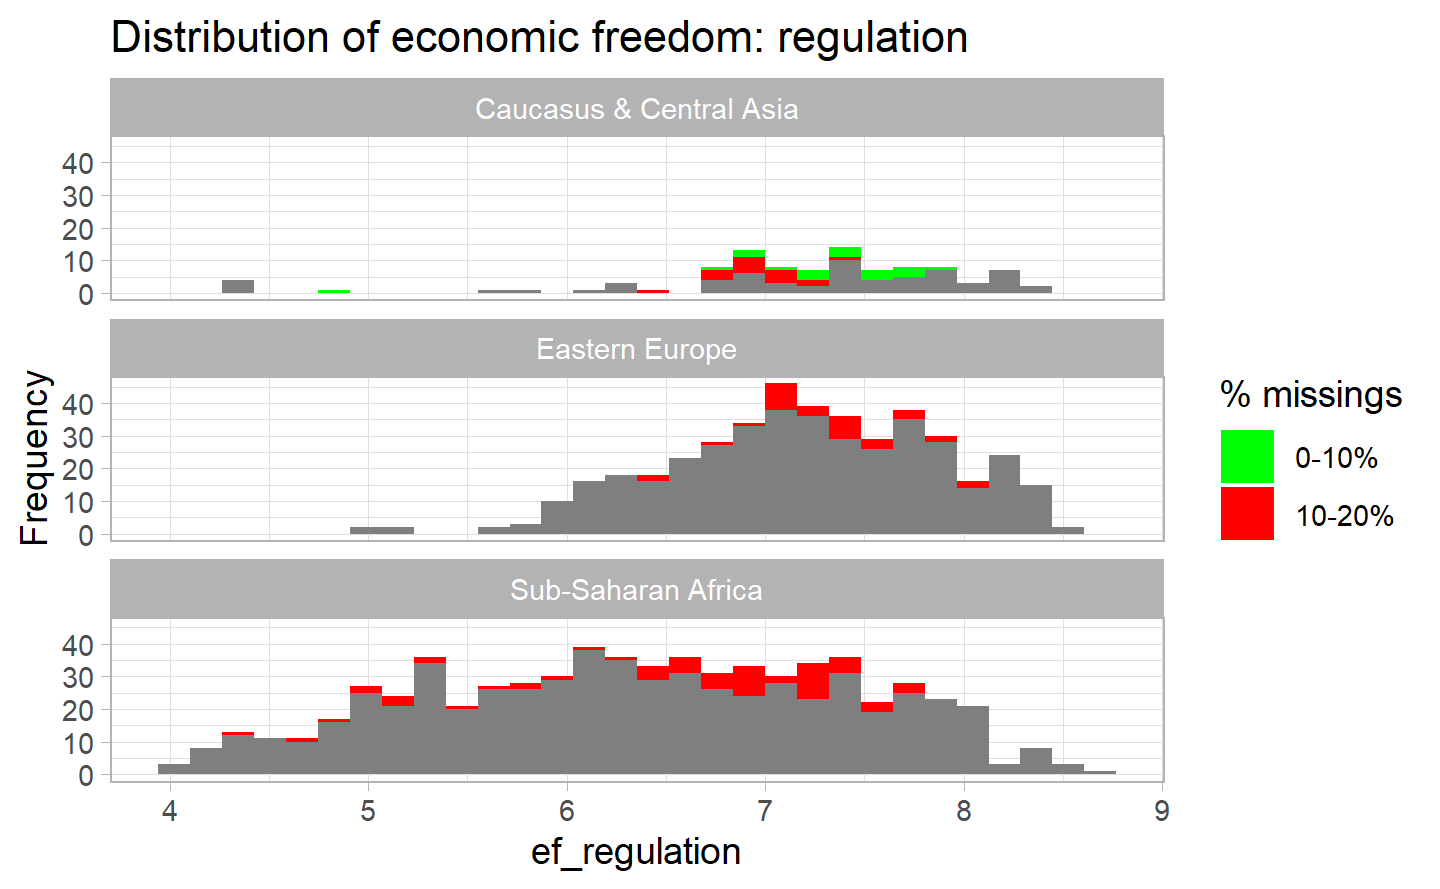 Distribution of economic freedom: regulation
Caucasus & Central Asia
40
30
20
10
0
Eastern Europe
40
30
20
10
0
Sub-Saharan Africa
40
30
20
10
0
4 5 6 7 8 9
ef_regulation
Frequency
% missings
0-10%
10-20%